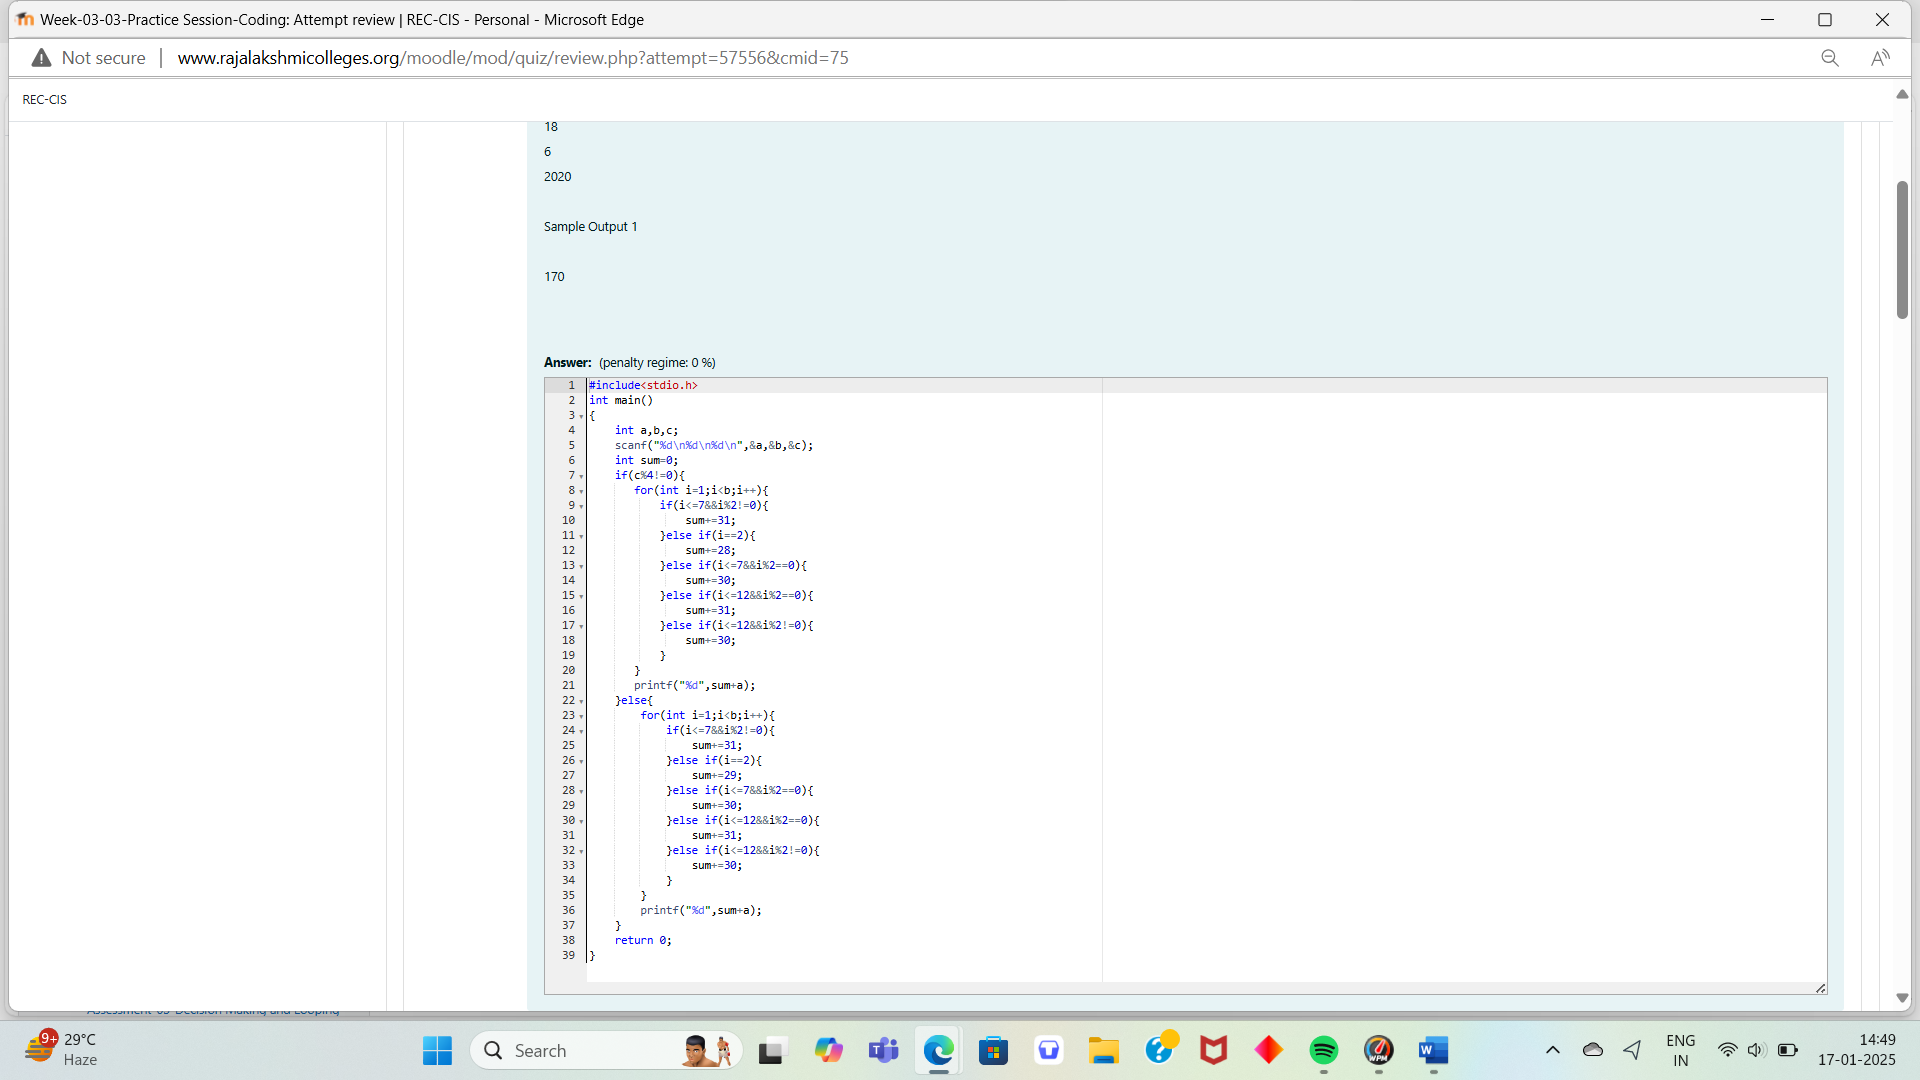 Week-03-03-Practice Session-Coding: Attempt review | REC-CIS - Personal - Microsoft Edge
Not secure | www.rajalakshmicolleges.org/moodle/mod/quiz/review.php?attempt=57556&cmid=75
REC-CIS
18
6
2020
Sample Output 1
170
Answer: (penalty regime: 0 %)
1 #include<stdio.h>
2 int main()
3 {
4 int a,b,c;
5 scanf("%d\n%d\n%d\n",&a,&b,&c);
6 int sum=0;
7 if(c%4!=0){
8 for(int i=1;i<b;i++){
9 if(i<=7&&i%2!=0){
10 sum+=31;
11 }else if(i==2){
12 sum+=28;
13 }else if(i<=7&&i%2==0){
14 sum+=30;
15 }else if(i<=12&&i%2==0){
16 sum+=31;
17 }else if(i<=12&&i%2!=0){
18 sum+=30;
19 }
20 }
21 printf("%d",sum+a);
22 }else{
23 for(int i=1;i<b;i++){
24 if(i<=7&&i%2!=0){
25 sum+=31;
26 }else if(i==2){
27 sum+=29;
28 }else if(i<=7&&i%2==0){
29 sum+=30;
30 }else if(i<=12&&i%2==0){
31 sum+=31;
32 }else if(i<=12&&i%2!=0){
33 sum+=30;
34 }
35 }
36 printf("%d",sum+a);
37 }
38 return 0;
39 }
Assessment-03-Decision Making and Looping
9+
29°C
Haze
Search
WPM
ENG
IN
14:49
17-01-2025